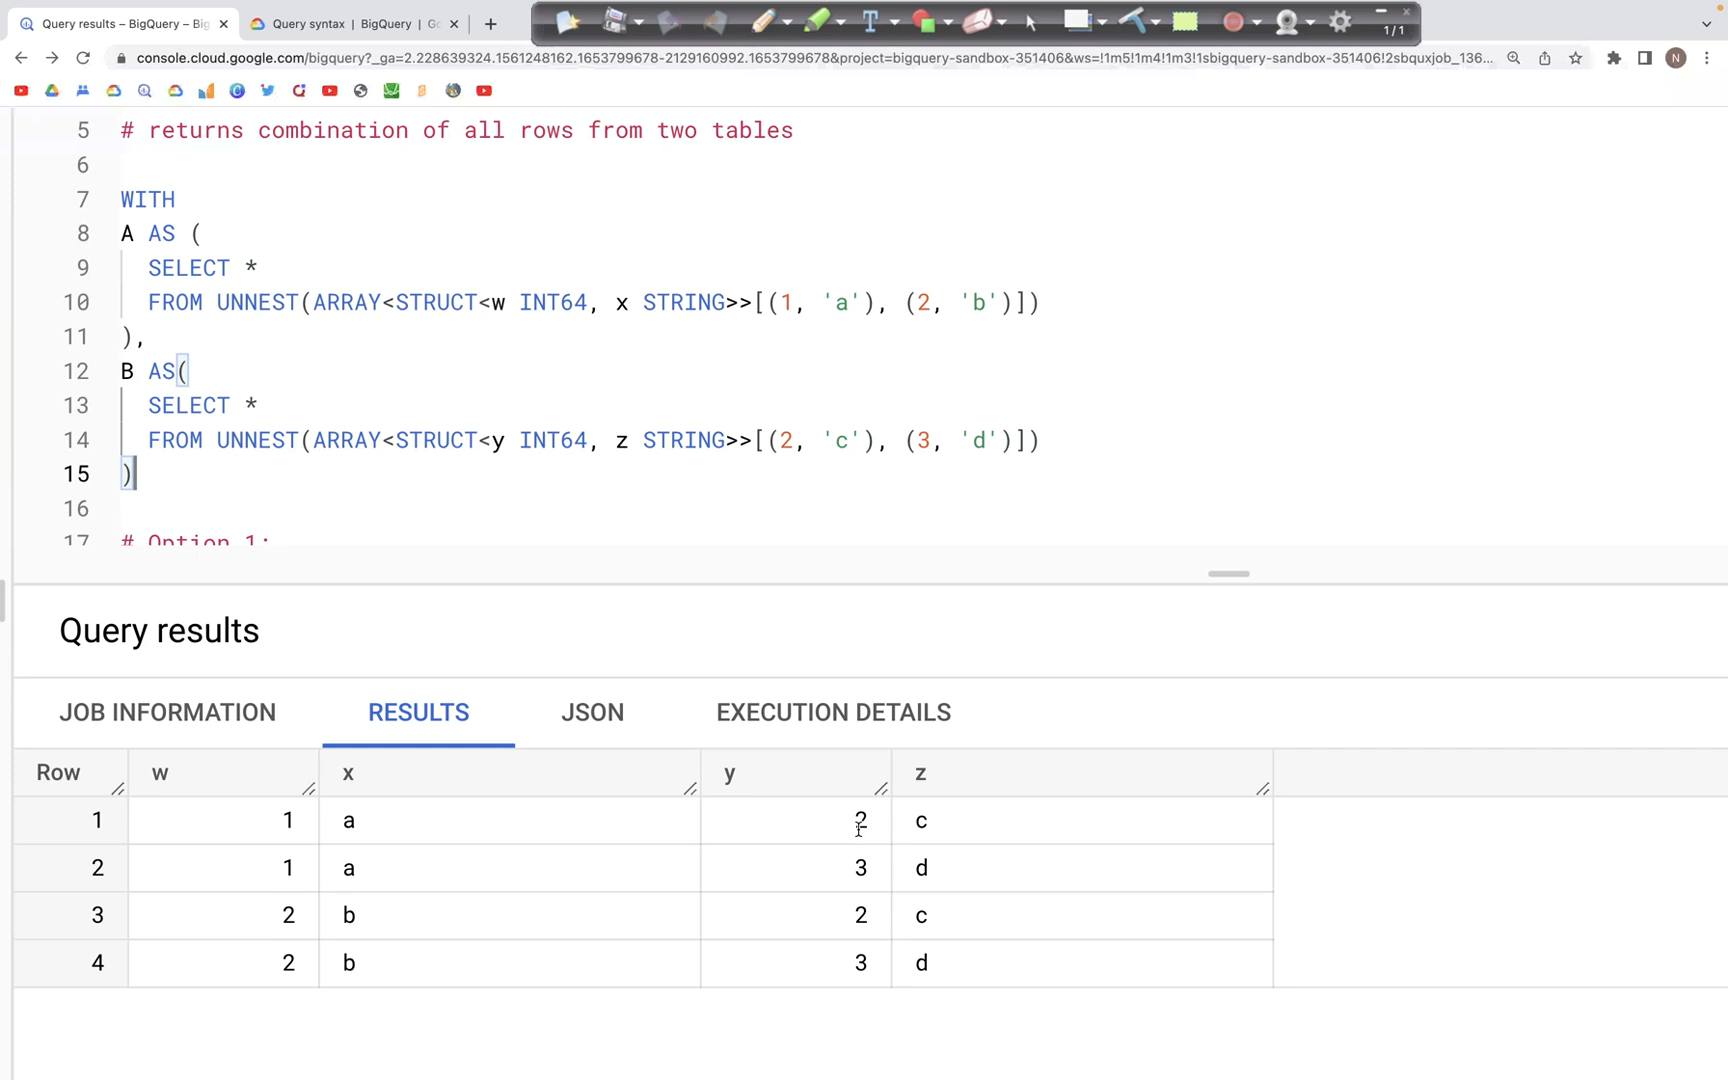 Query results – BigQuery – Big
Query syntax | BigQuery | Go
1/1
console.cloud.google.com/bigquery?_ga=2.228639324.1561248162.1653799678-2129160992.1653799678&project=bigquery-sandbox-351406&ws=!1m5!1m4!1m3!1sbigquery-sandbox-351406!2sbquxjob_136...
N
5 # returns combination of all rows from two tables
6
7 WITH
8 A AS (
9 SELECT *
10 FROM UNNEST(ARRAY<STRUCT<w INT64, x STRING>>[(1, 'a'), (2, 'b')])
11 ),
12 B AS(
13 SELECT *
14 FROM UNNEST(ARRAY<STRUCT<y INT64, z STRING>>[(2, 'c'), (3, 'd')])
15 )
16
17 # Option 1:
Query results
JOB INFORMATION RESULTS JSON EXECUTION DETAILS
Row w x y z
1 1 a 2 c
2 1 a 3 d
3 2 b 2 c
4 2 b 3 d